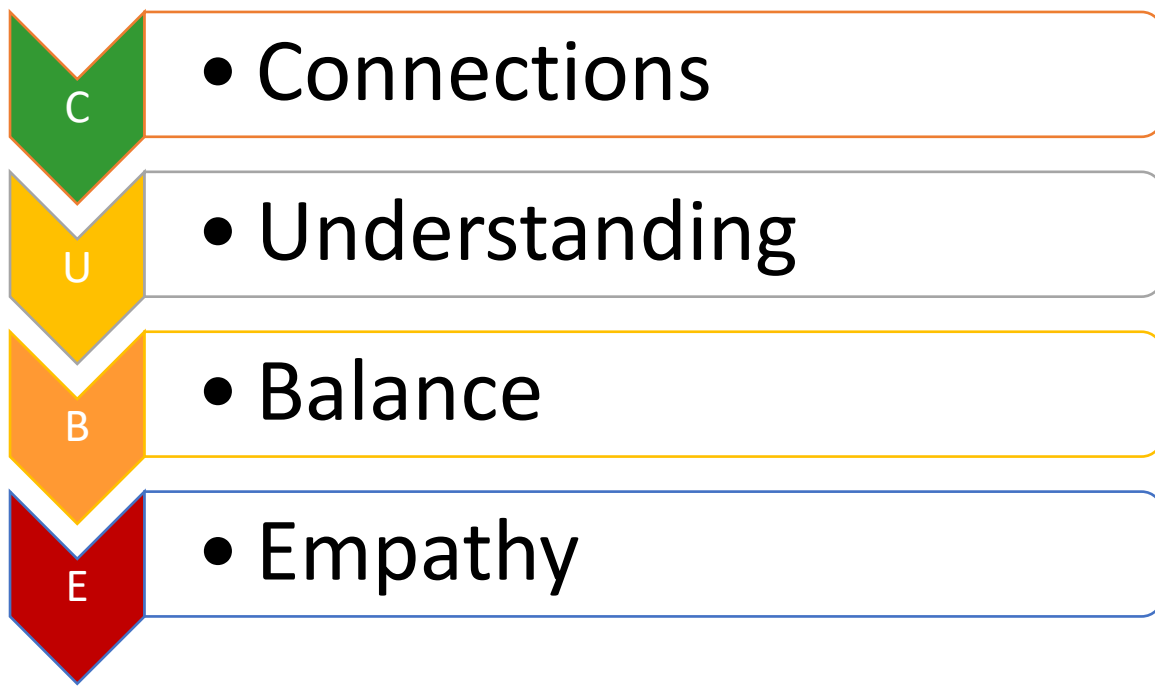 C
• Connections
U
• Understanding
B
• Balance
E
• Empathy